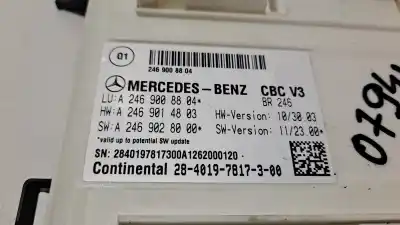 Q1
246 900 88 04
MERCEDES-BENZ CBC V3
LU:A 246 900 88 04* BR 246
HW:A 246 901 48 03 HW-Version: 10/30.03
SW:A 246 902 80 00* SW-Version: 11/23.00*
*valid up to potential SW update
SN: 2840197817300A1262000120
Continental 28-4019-7817-3-00
0794